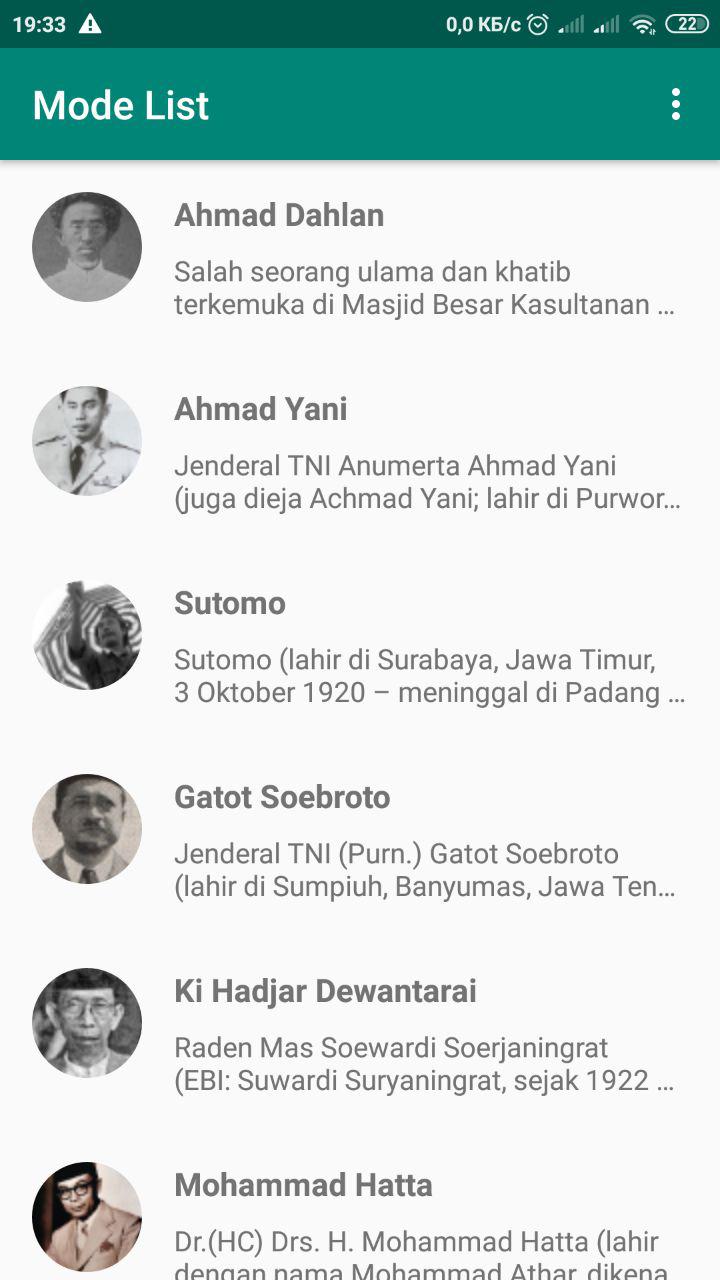 19:33 0,0 КБ/с 22
Mode List
Ahmad Dahlan
Salah seorang ulama dan khatib
terkemuka di Masjid Besar Kasultanan …
Ahmad Yani
Jenderal TNI Anumerta Ahmad Yani
(juga dieja Achmad Yani; lahir di Purwor…
Sutomo
Sutomo (lahir di Surabaya, Jawa Timur,
3 Oktober 1920 – meninggal di Padang …
Gatot Soebroto
Jenderal TNI (Purn.) Gatot Soebroto
(lahir di Sumpiuh, Banyumas, Jawa Ten…
Ki Hadjar Dewantarai
Raden Mas Soewardi Soerjaningrat
(EBI: Suwardi Suryaningrat, sejak 1922 …
Mohammad Hatta
Dr.(HC) Drs. H. Mohammad Hatta (lahir
dengan nama Mohammad Athar, dikena